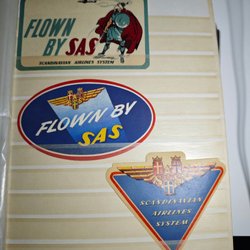 FLOWN
BY SAS
SCANDINAVIAN AIRLINES SYSTEM
FLOWN BY
SAS
SCANDINAVIAN
AIRLINES
SYSTEM